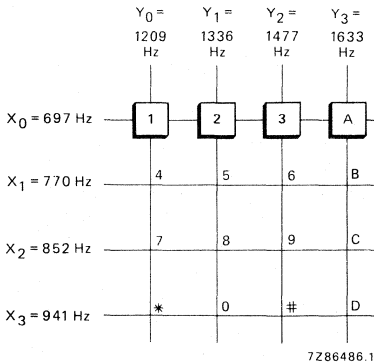 Y0 = Y1 = Y2 = Y3 =
1209 1336 1477 1633
Hz Hz Hz Hz
X0 = 697 Hz 1 2 3 A
4 5 6 B
X1 = 770 Hz
7 8 9 C
X2 = 852 Hz
* 0 # D
X3 = 941 Hz
7Z86486.1